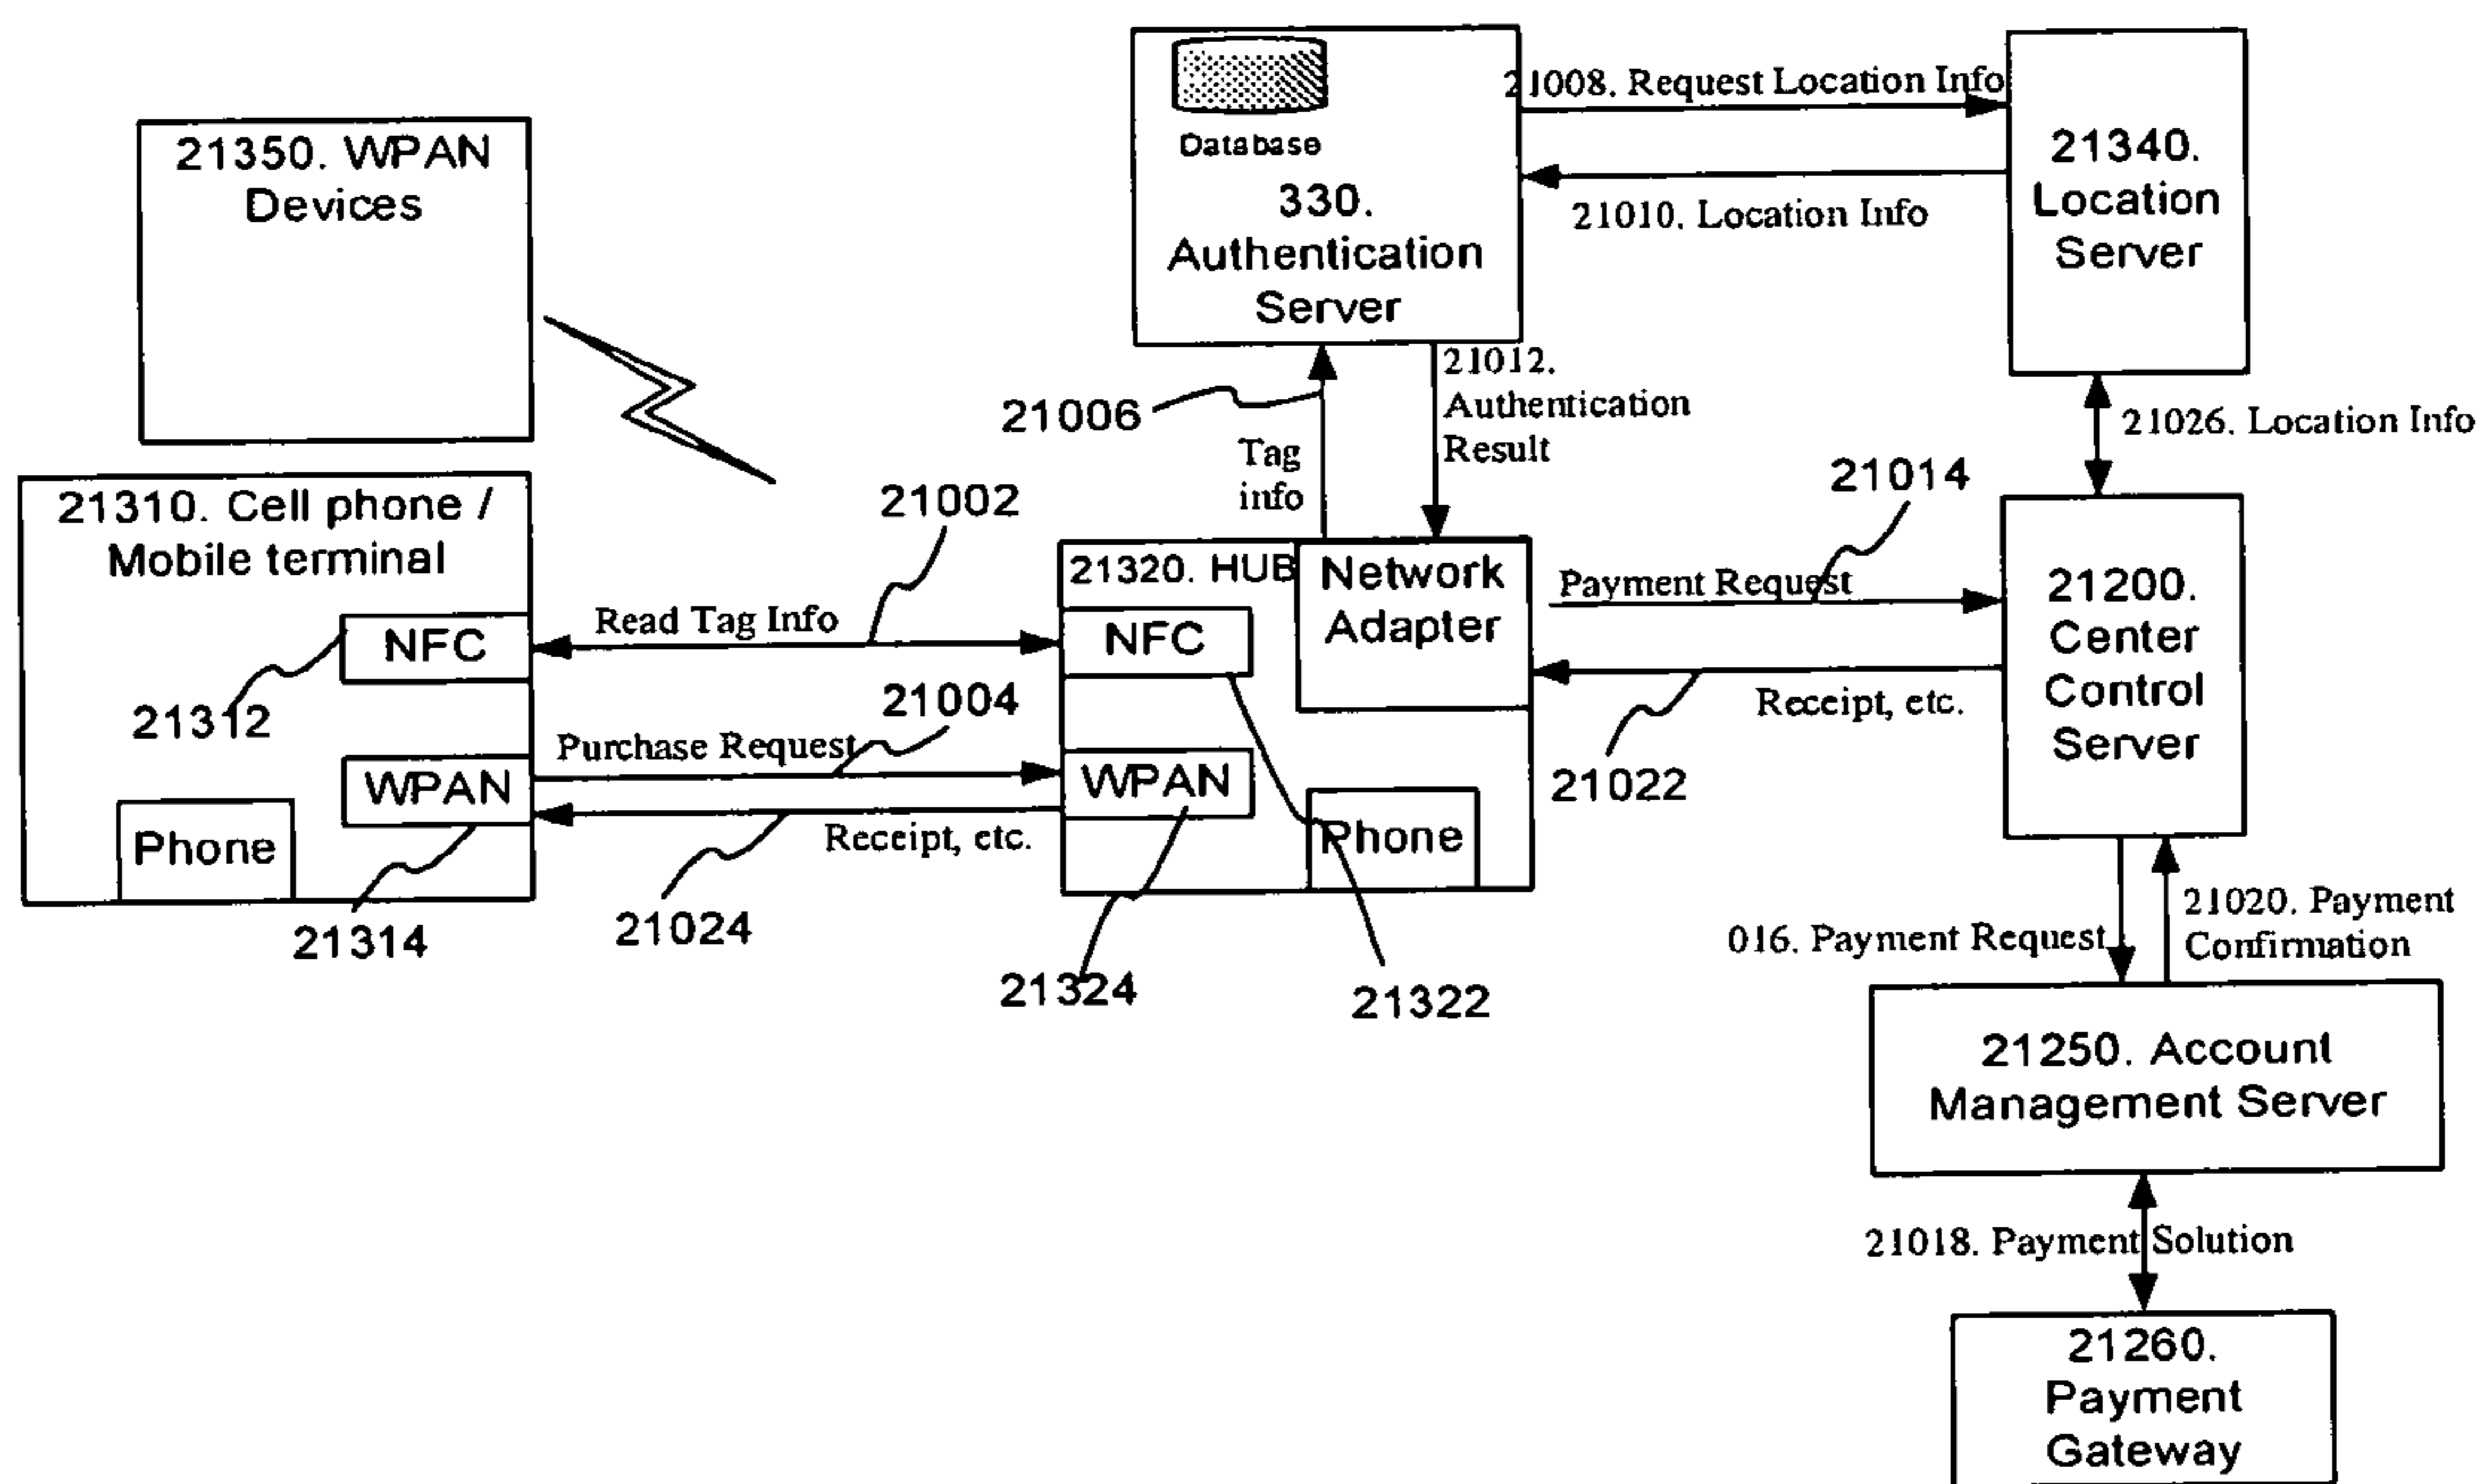 21350. WPAN
Devices
Database
330.
Authentication
Server
21008. Request Location Info
21010. Location Info
21340.
Location
Server
21006
Tag
info
21012.
Authentication
Result
21026. Location Info
21310. Cell phone /
Mobile terminal
NFC
21312
WPAN
Phone
21314
Read Tag Info
21002
Purchase Request
21004
Receipt, etc.
21024
21320. HUB
Network
Adapter
NFC
WPAN
Phone
21324
21322
Payment Request
21014
Receipt, etc.
21022
21200.
Center
Control
Server
016. Payment Request
21020. Payment
Confirmation
21250. Account
Management Server
21018. Payment Solution
21260.
Payment
Gateway